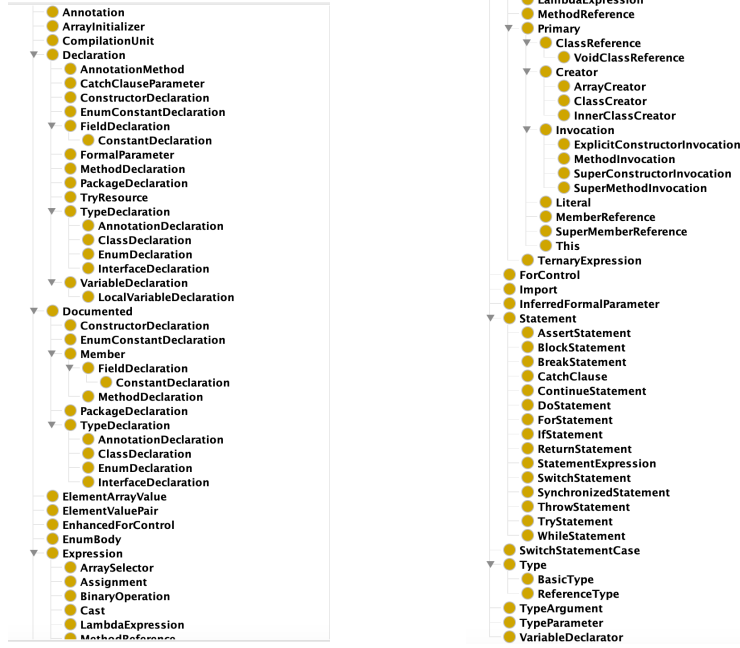 Annotation
ArrayInitializer
CompilationUnit
Declaration
AnnotationMethod
CatchClauseParameter
ConstructorDeclaration
EnumConstantDeclaration
FieldDeclaration
ConstantDeclaration
FormalParameter
MethodDeclaration
PackageDeclaration
TryResource
TypeDeclaration
AnnotationDeclaration
ClassDeclaration
EnumDeclaration
InterfaceDeclaration
VariableDeclaration
LocalVariableDeclaration
Documented
ConstructorDeclaration
EnumConstantDeclaration
Member
FieldDeclaration
ConstantDeclaration
MethodDeclaration
PackageDeclaration
TypeDeclaration
AnnotationDeclaration
ClassDeclaration
EnumDeclaration
InterfaceDeclaration
ElementArrayValue
ElementValuePair
EnhancedForControl
EnumBody
Expression
ArraySelector
Assignment
BinaryOperation
Cast
LambdaExpression
MethodReference
LambdaExpression
MethodReference
Primary
ClassReference
VoidClassReference
Creator
ArrayCreator
ClassCreator
InnerClassCreator
Invocation
ExplicitConstructorInvocation
MethodInvocation
SuperConstructorInvocation
SuperMethodInvocation
Literal
MemberReference
SuperMemberReference
This
TernaryExpression
ForControl
Import
InferredFormalParameter
Statement
AssertStatement
BlockStatement
BreakStatement
CatchClause
ContinueStatement
DoStatement
ForStatement
IfStatement
ReturnStatement
StatementExpression
SwitchStatement
SynchronizedStatement
ThrowStatement
TryStatement
WhileStatement
SwitchStatementCase
Type
BasicType
ReferenceType
TypeArgument
TypeParameter
VariableDeclarator